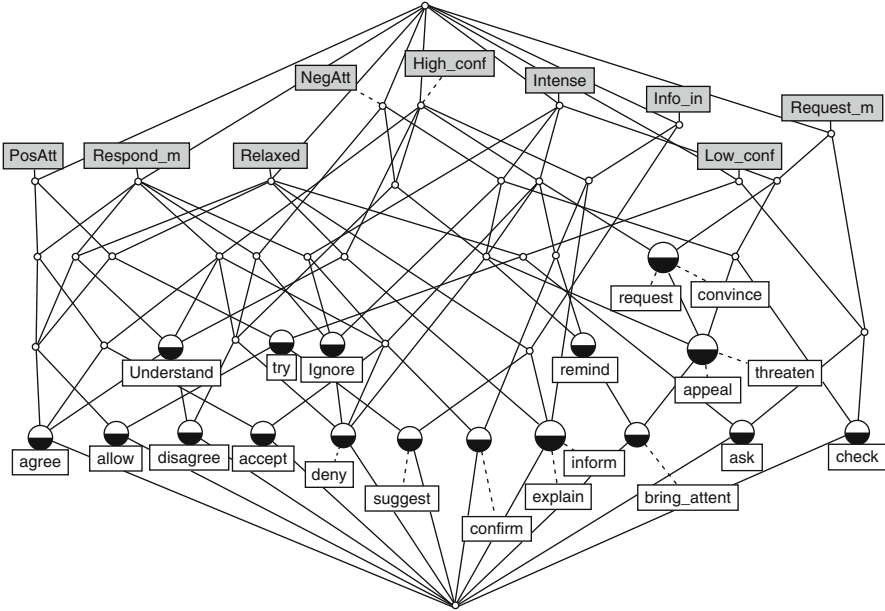 High_conf
NegAtt
Intense
Info_in
Request_m
PosAtt
Respond_m
Relaxed
Low_conf
request
convince
Understand
try
Ignore
remind
threaten
appeal
agree
allow
disagree
accept
deny
suggest
confirm
explain
inform
bring_attent
ask
check